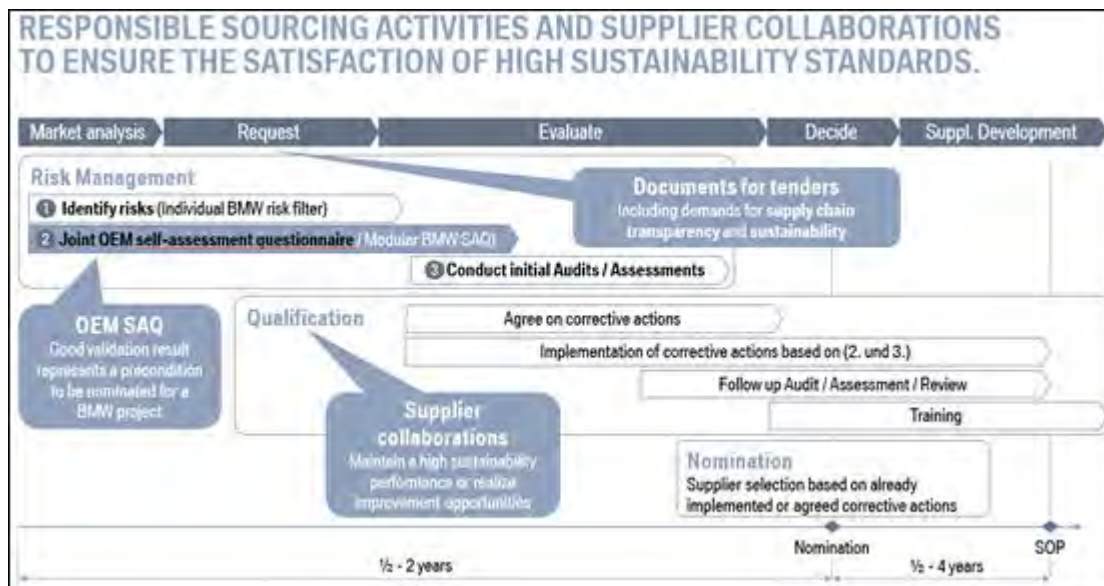 RESPONSIBLE SOURCING ACTIVITIES AND SUPPLIER COLLABORATIONS
TO ENSURE THE SATISFACTION OF HIGH SUSTAINABILITY STANDARDS.
Market analysis
Request
Evaluate
Decide
Suppl. Development
Risk Management
1 Identify risks (Individual BMW risk filter)
2 Joint OEM self-assessment questionnaire / Modular BMW SAQ)
3 Conduct initial Audits / Assessments
Documents for tenders
Including demands for supply chain
transparency and sustainability
OEM SAQ
Good validation result
represents a precondition
to be nominated for a
BMW project
Qualification
Agree on corrective actions
Implementation of corrective actions based on (2. und 3.)
Follow up Audit / Assessment / Review
Training
Supplier
collaborations
Maintain a high sustainability
performance or realize
improvement opportunities
Nomination
Supplier selection based on already
implemented or agreed corrective actions
Nomination
SOP
½ - 2 years
½ - 4 years